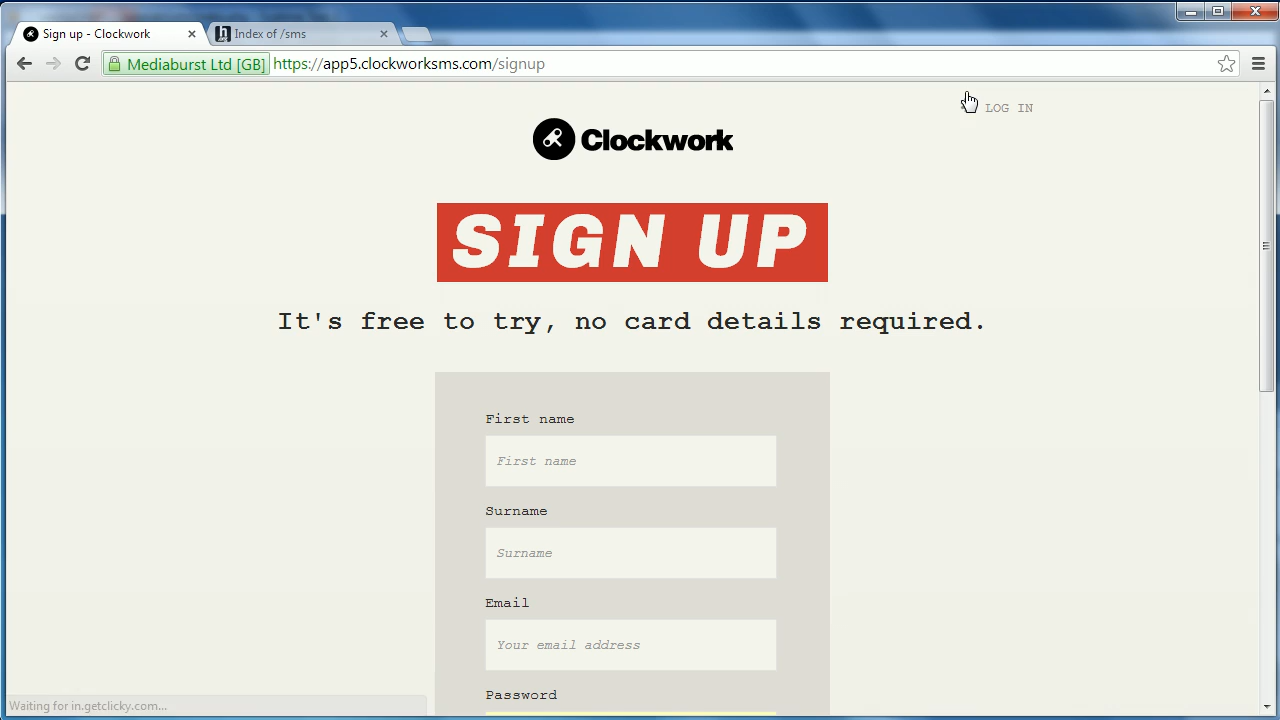 Sign up - Clockwork
Index of /sms
Mediaburst Ltd [GB]
https://app5.clockworksms.com/signup
LOG IN
Clockwork
SIGN UP
It's free to try, no card details required.
First name
First name
Surname
Surname
Email
Your email address
Password
Waiting for in.getclicky.com...